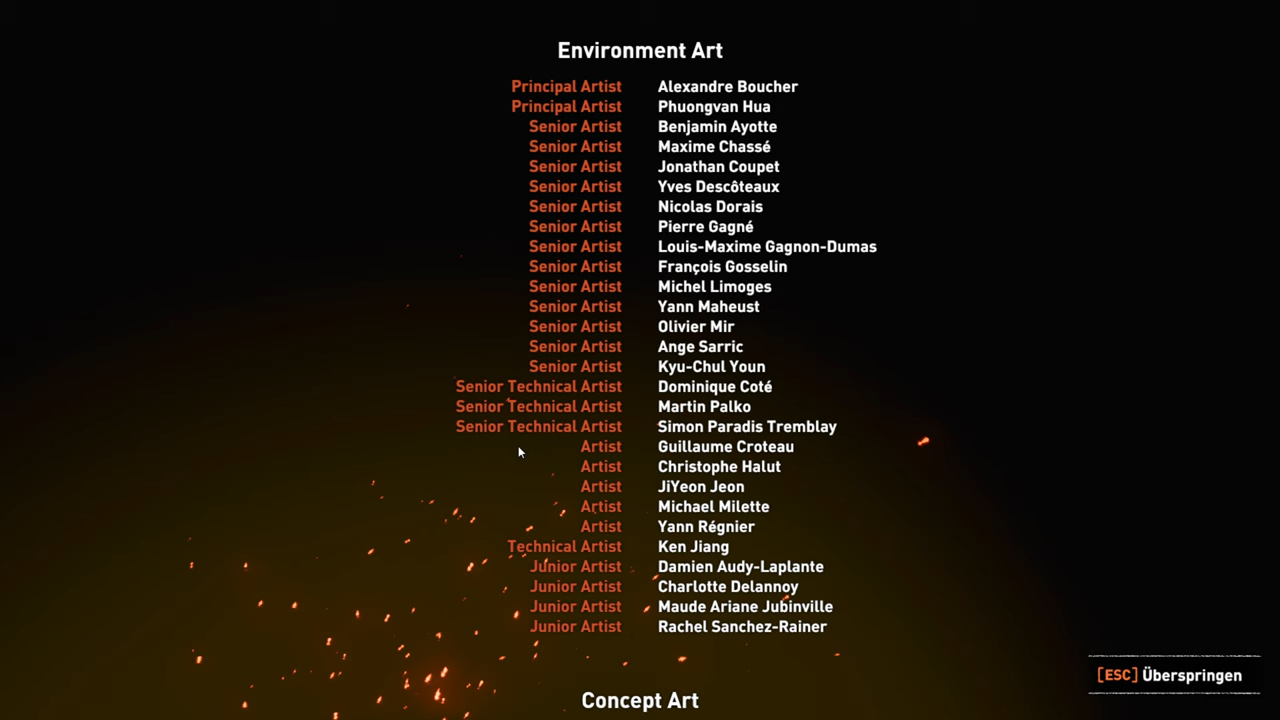 Environment Art
Principal Artist Alexandre Boucher
Principal Artist Phuongvan Hua
Senior Artist Benjamin Ayotte
Senior Artist Maxime Chassé
Senior Artist Jonathan Coupet
Senior Artist Yves Descôteaux
Senior Artist Nicolas Dorais
Senior Artist Pierre Gagné
Senior Artist Louis-Maxime Gagnon-Dumas
Senior Artist François Gosselin
Senior Artist Michel Limoges
Senior Artist Yann Maheust
Senior Artist Olivier Mir
Senior Artist Ange Sarric
Senior Artist Kyu-Chul Youn
Senior Technical Artist Dominique Coté
Senior Technical Artist Martin Palko
Senior Technical Artist Simon Paradis Tremblay
Artist Guillaume Croteau
Artist Christophe Halut
Artist JiYeon Jeon
Artist Michael Milette
Artist Yann Régnier
Technical Artist Ken Jiang
Junior Artist Damien Audy-Laplante
Junior Artist Charlotte Delannoy
Junior Artist Maude Ariane Jubinville
Junior Artist Rachel Sanchez-Rainer
[ESC] Überspringen
Concept Art